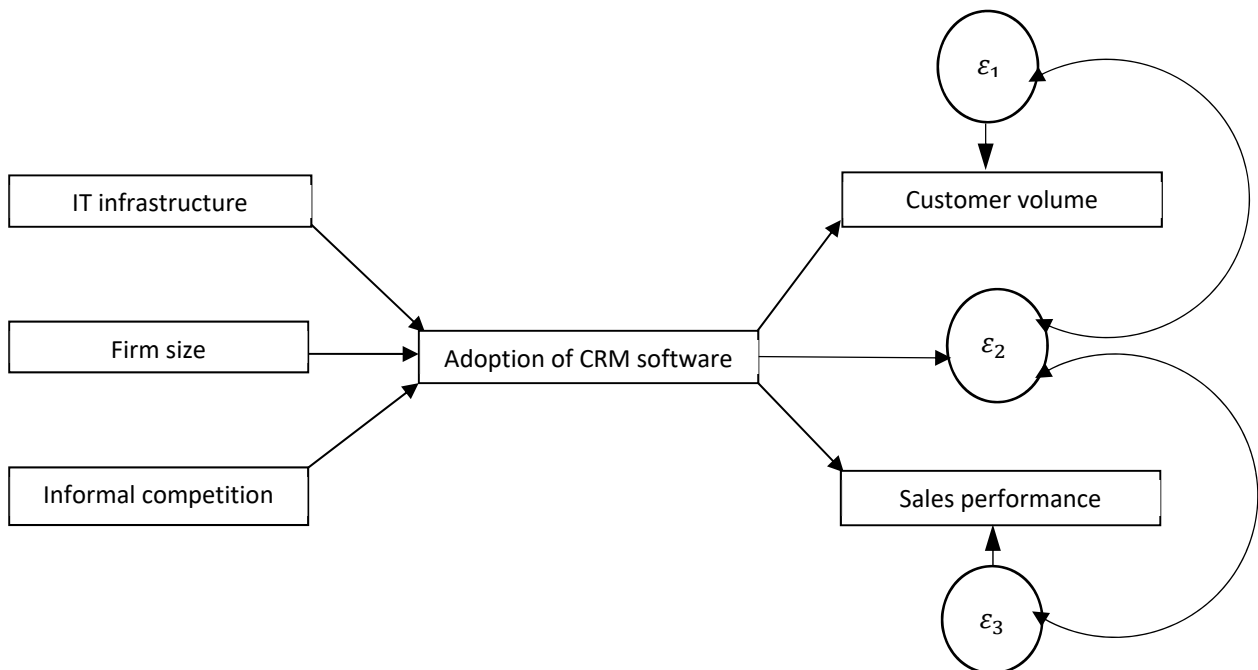 ε₁
IT infrastructure
Customer volume
Firm size
Adoption of CRM software
ε₂
Informal competition
Sales performance
ε₃